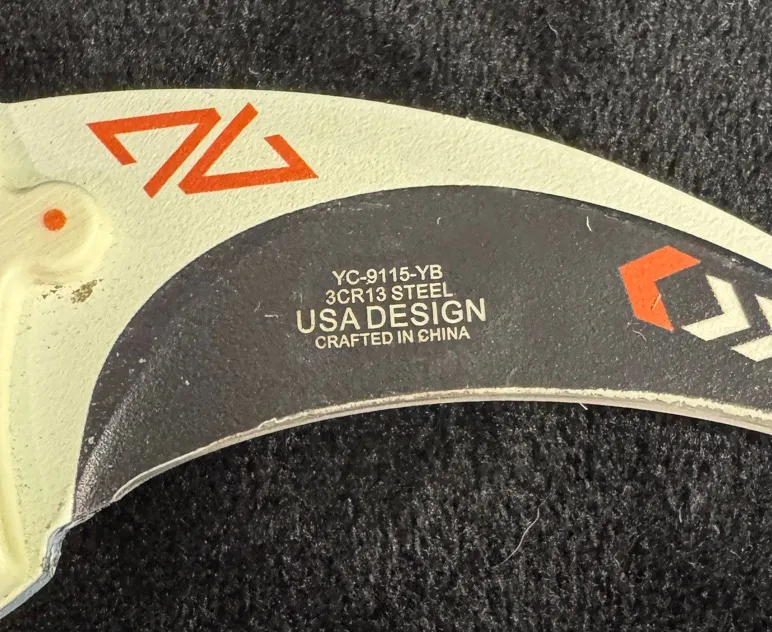 YC-9115-YB
3CR13 STEEL
USA DESIGN
CRAFTED IN CHINA